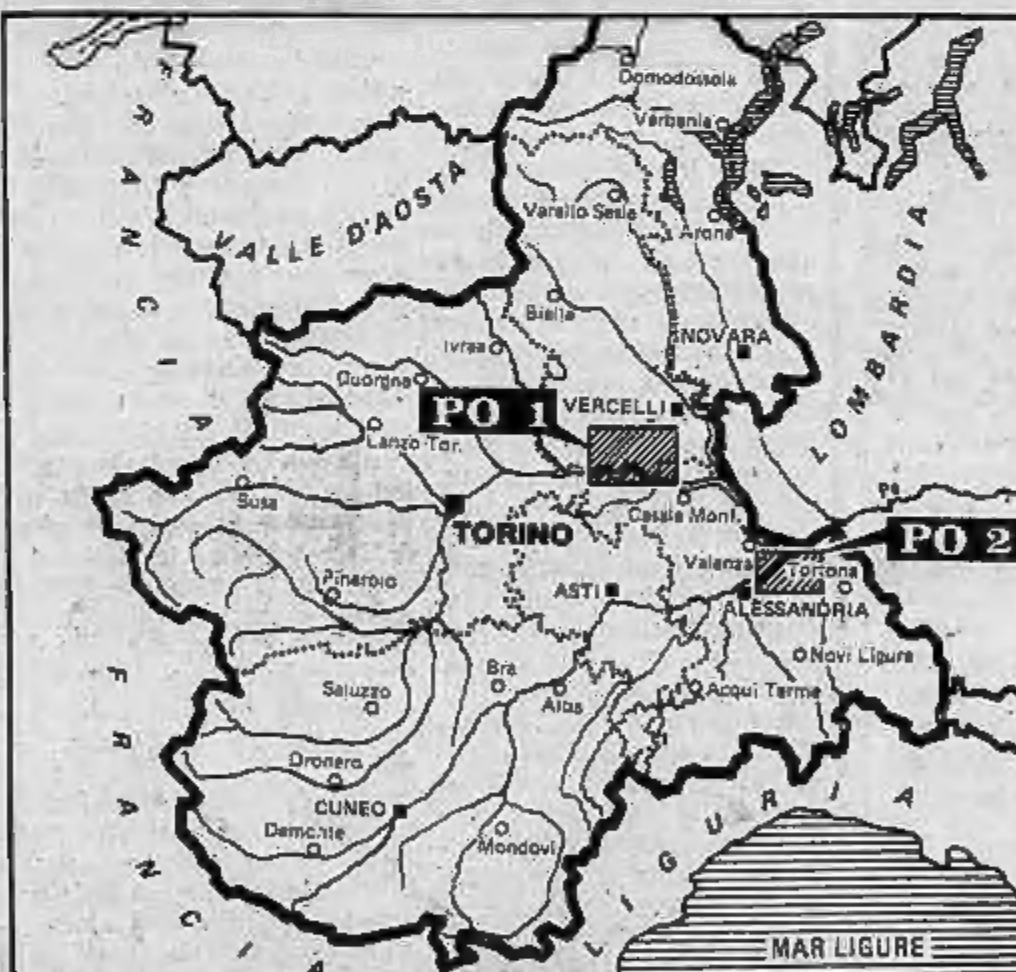 FRANCIA
Domodossola
Verbania
VALLE D'AOSTA
Varallo Sesia
Arona
LOMBARDIA
Biella
Ivrea
NOVARA
Cuorgnè
PO 1
VERCELLI
Lanzo Tor.
Susa
TORINO
Casale Monf.
PO
PO 2
Valenza
Tortona
Pinerolo
ASTI
ALESSANDRIA
FRANCIA
Novi Ligure
Bra
Alba
Acqui Terme
Saluzzo
Dronero
CUNEO
Demonte
Mondovì
LIGURIA
MAR LIGURE